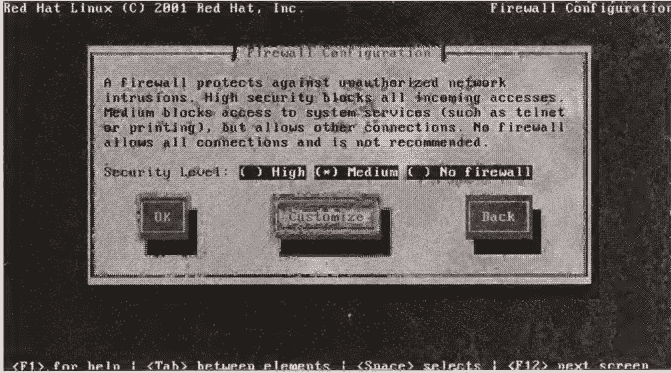 Red Hat Linux (C) 2001 Red Hat, Inc. Firewall Configuration
Firewall Configuration
A firewall protects against unauthorized network
intrusions. High security blocks all incoming accesses.
Medium blocks access to system services (such as telnet
or printing), but allows other connections. No firewall
allows all connections and is not recommended.
Security Level: ( ) High (*) Medium ( ) No firewall
OK Customize Back
<F1> for help | <Tab> between elements | <Space> selects | <F12> next screen